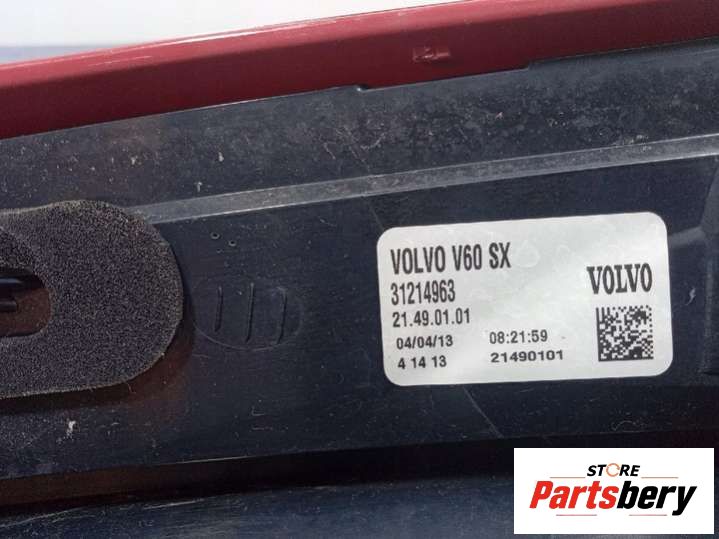 VOLVO V60 SX
31214963
VOLVO
21.49.01.01
04/04/13 08:21:59
4 14 13 21490101
STORE
Partsbery